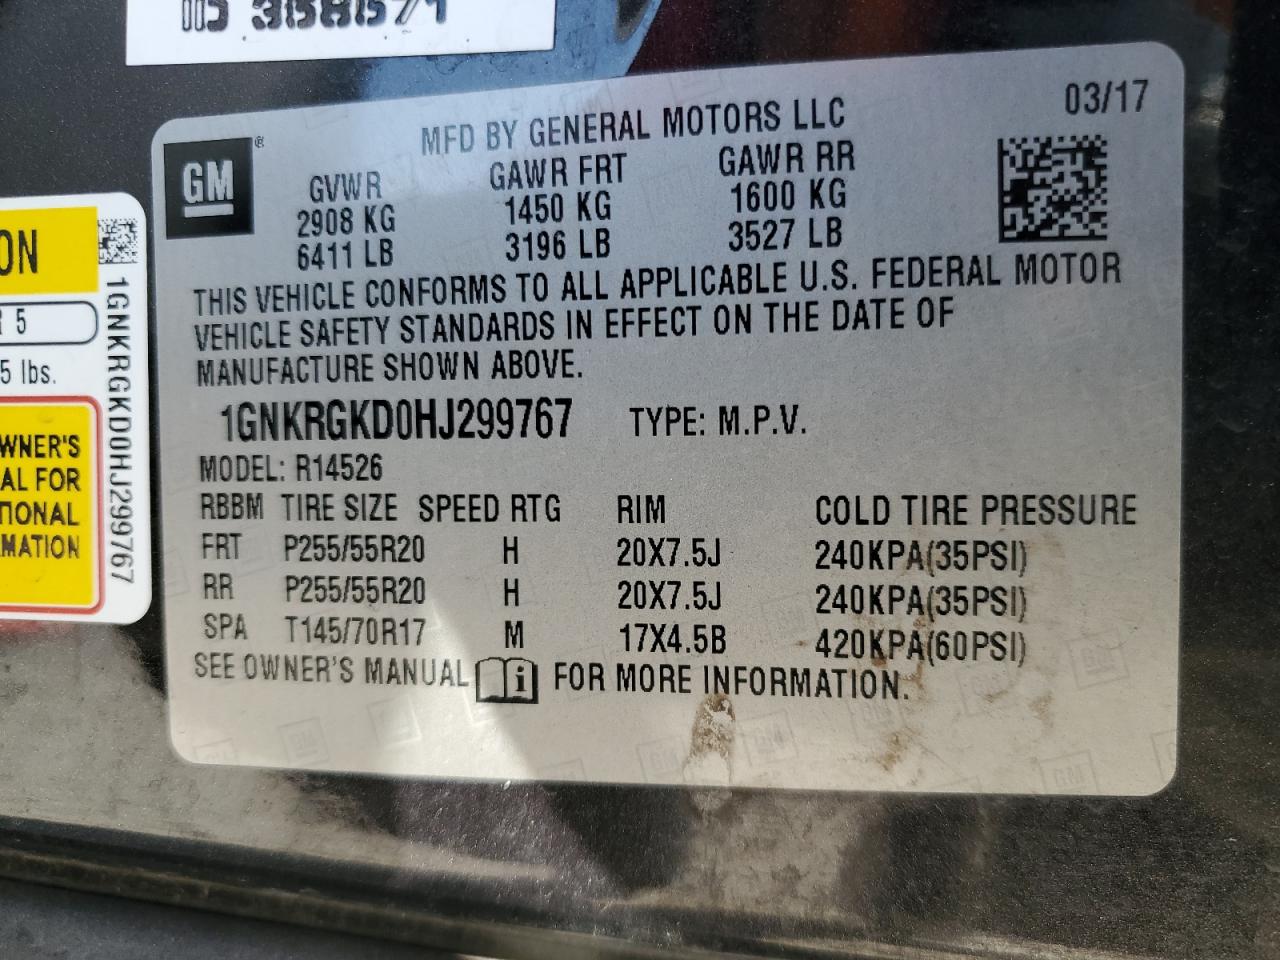 MFD BY GENERAL MOTORS LLC
03/17
GM ®
GVWR GAWR FRT GAWR RR
2908 KG 1450 KG 1600 KG
6411 LB 3196 LB 3527 LB
THIS VEHICLE CONFORMS TO ALL APPLICABLE U.S. FEDERAL MOTOR
VEHICLE SAFETY STANDARDS IN EFFECT ON THE DATE OF
MANUFACTURE SHOWN ABOVE.
1GNKRGKD0HJ299767 TYPE: M.P.V.
MODEL: R14526
RBBM TIRE SIZE SPEED RTG RIM COLD TIRE PRESSURE
FRT P255/55R20 H 20X7.5J 240KPA(35PSI)
RR P255/55R20 H 20X7.5J 240KPA(35PSI)
SPA T145/70R17 M 17X4.5B 420KPA(60PSI)
SEE OWNER'S MANUAL i FOR MORE INFORMATION.
ON
R 5
5 lbs.
WNER'S
AL FOR
TIONAL
MATION
1GNKRGKD0HJ299767